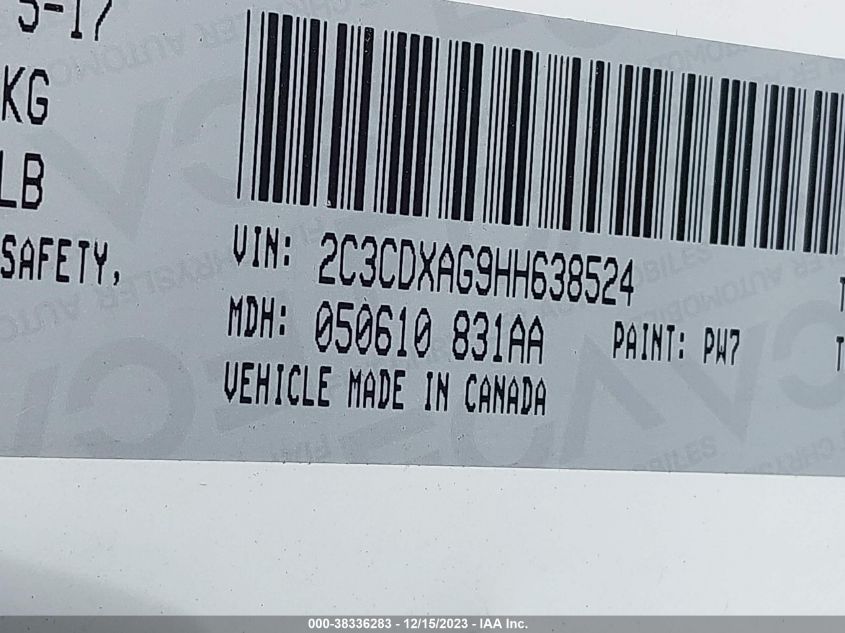 5-17
KG
LB
SAFETY,
VIN: 2C3CDXAG9HH638524
MDH: 050610 831AA PAINT: PW7
VEHICLE MADE IN CANADA
T
T
000-38336283 - 12/15/2023 - IAA Inc.